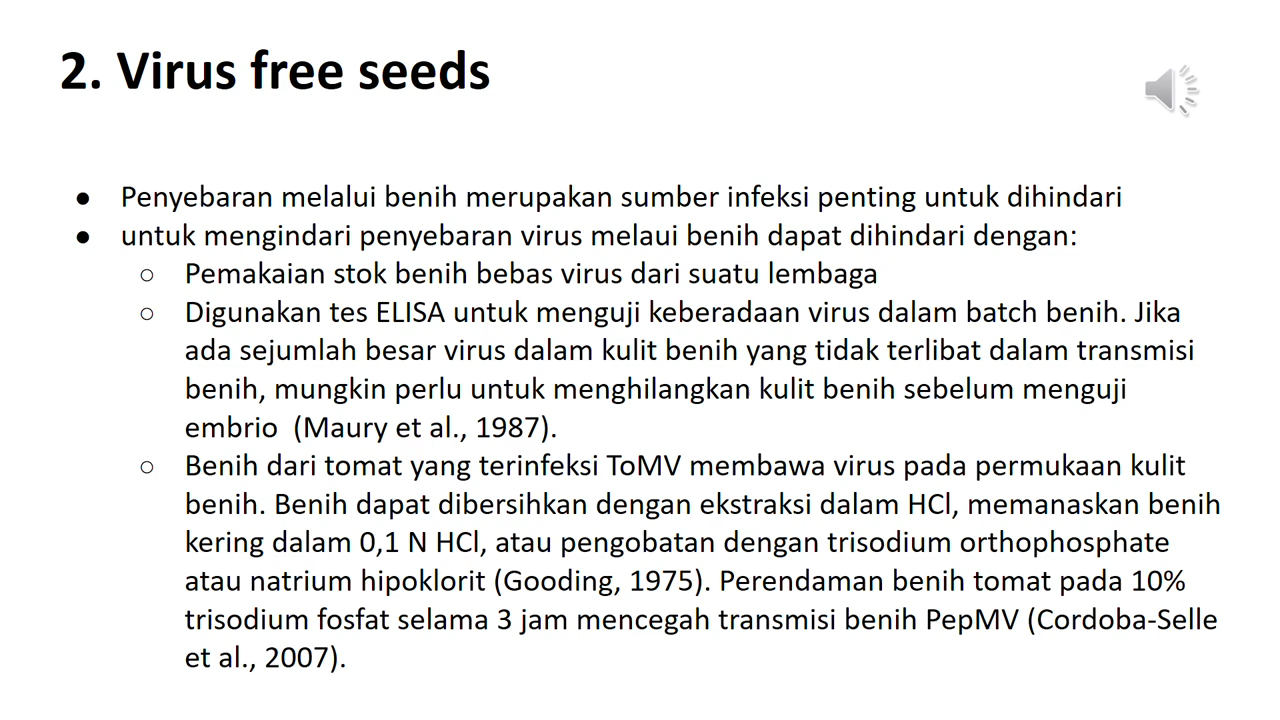 2. Virus free seeds
● Penyebaran melalui benih merupakan sumber infeksi penting untuk dihindari
● untuk mengindari penyebaran virus melaui benih dapat dihindari dengan:
○ Pemakaian stok benih bebas virus dari suatu lembaga
○ Digunakan tes ELISA untuk menguji keberadaan virus dalam batch benih. Jika
ada sejumlah besar virus dalam kulit benih yang tidak terlibat dalam transmisi
benih, mungkin perlu untuk menghilangkan kulit benih sebelum menguji
embrio  (Maury et al., 1987).
○ Benih dari tomat yang terinfeksi ToMV membawa virus pada permukaan kulit
benih. Benih dapat dibersihkan dengan ekstraksi dalam HCl, memanaskan benih
kering dalam 0,1 N HCl, atau pengobatan dengan trisodium orthophosphate
atau natrium hipoklorit (Gooding, 1975). Perendaman benih tomat pada 10%
trisodium fosfat selama 3 jam mencegah transmisi benih PepMV (Cordoba-Selle
et al., 2007).